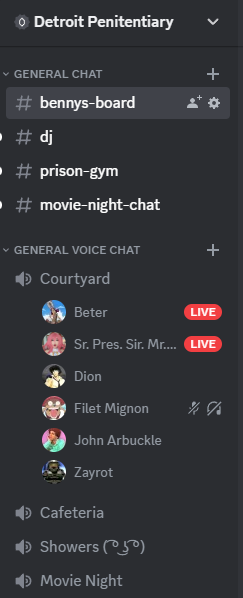 Detroit Penitentiary
GENERAL CHAT
bennys-board
dj
prison-gym
movie-night-chat
GENERAL VOICE CHAT
Courtyard
Beter LIVE
Sr. Pres. Sir. Mr.... LIVE
Dion
Filet Mignon
John Arbuckle
Zayrot
Cafeteria
Showers ( ͡° ͜ʖ ͡°)
Movie Night